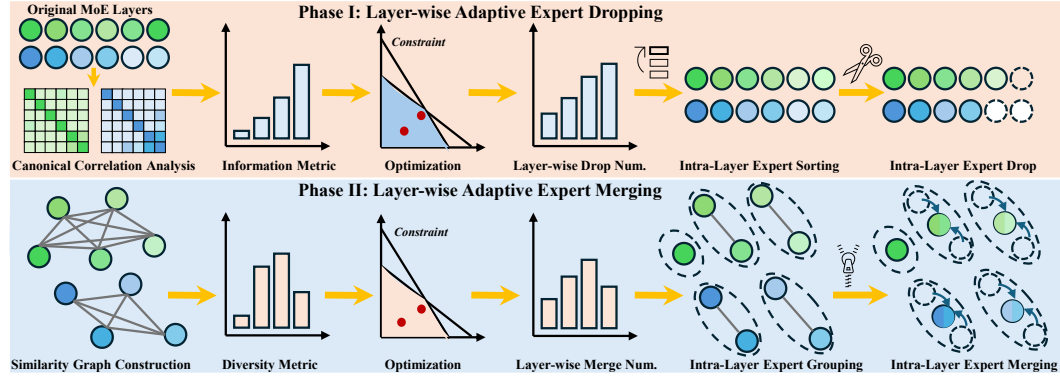 Phase I: Layer-wise Adaptive Expert Dropping
Original MoE Layers
Constraint
Canonical Correlation Analysis
Information Metric
Optimization
Layer-wise Drop Num.
Intra-Layer Expert Sorting
Intra-Layer Expert Drop
Phase II: Layer-wise Adaptive Expert Merging
Constraint
Similarity Graph Construction
Diversity Metric
Optimization
Layer-wise Merge Num.
Intra-Layer Expert Grouping
Intra-Layer Expert Merging